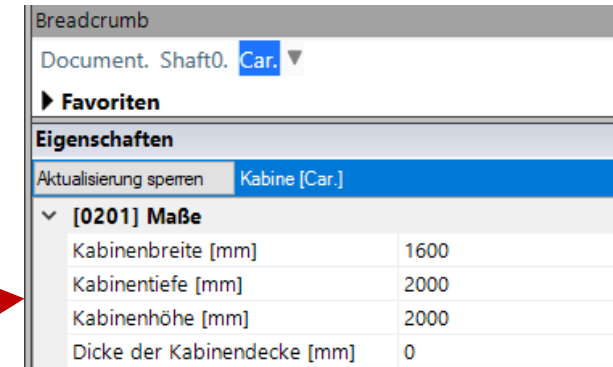 Breadcrumb
Document. Shaft0. Car.
Favoriten
Eigenschaften
Aktualisierung sperren Kabine [Car.]
[0201] Maße
Kabinenbreite [mm] 1600
Kabinentiefe [mm] 2000
Kabinenhöhe [mm] 2000
Dicke der Kabinendecke [mm] 0